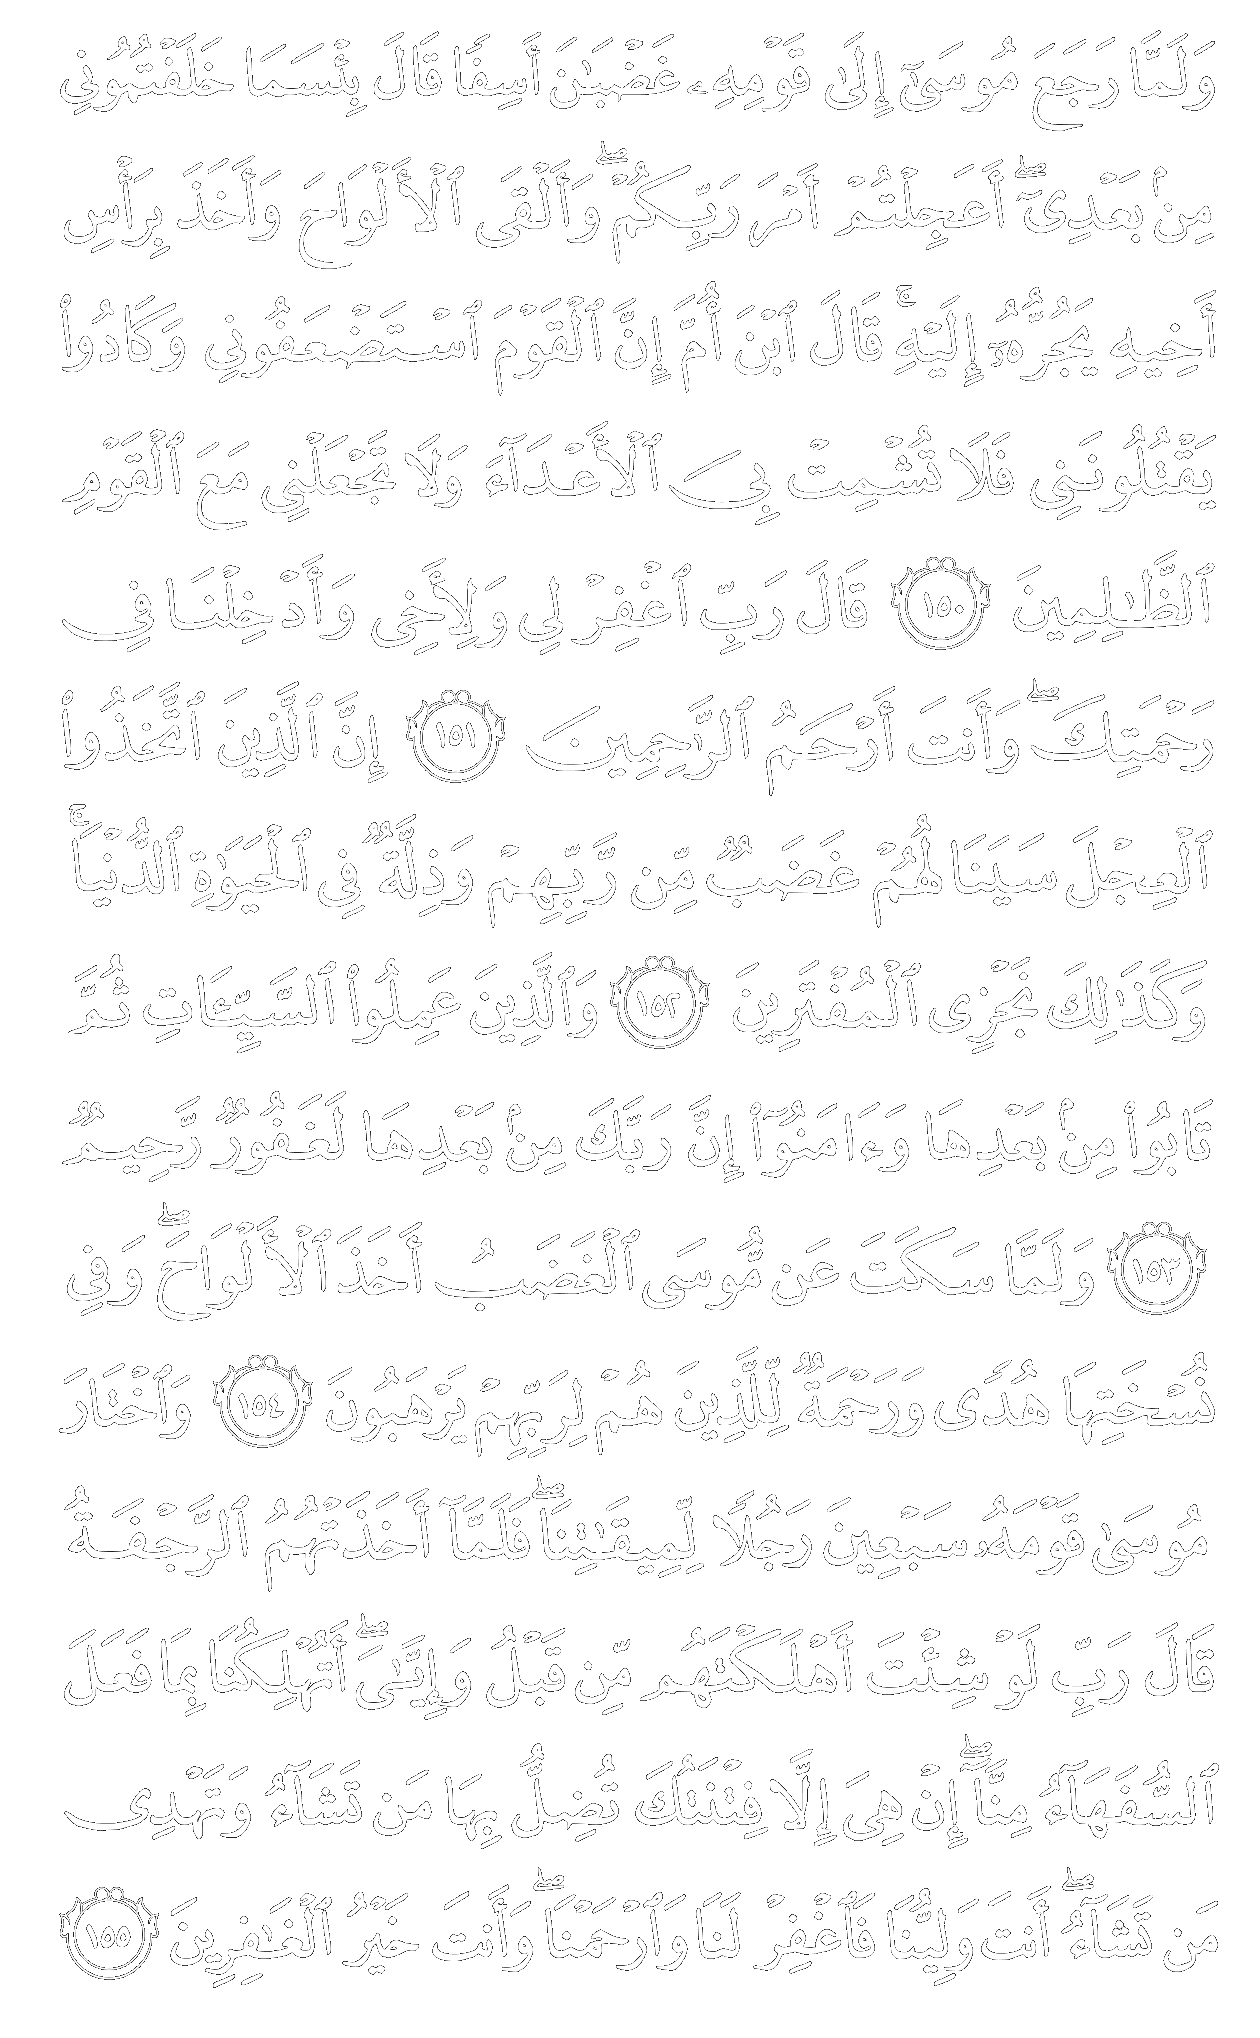 وَلَمَّا رَجَعَ مُوسَىٰٓ إِلَىٰ قَوْمِهِۦ غَضْبَـٰنَ أَسِفًا قَالَ بِئْسَمَا خَلَفْتُمُونِى
مِنۢ بَعْدِىٓ ۖ أَعَجِلْتُمْ أَمْرَ رَبِّكُمْ ۖ وَأَلْقَى ٱلْأَلْوَاحَ وَأَخَذَ بِرَأْسِ
أَخِيهِ يَجُرُّهُۥٓ إِلَيْهِ ۚ قَالَ ٱبْنَ أُمَّ إِنَّ ٱلْقَوْمَ ٱسْتَضْعَفُونِى وَكَادُوا۟
يَقْتُلُونَنِى فَلَا تُشْمِتْ بِىَ ٱلْأَعْدَآءَ وَلَا تَجْعَلْنِى مَعَ ٱلْقَوْمِ
ٱلظَّـٰلِمِينَ ١٥٠ قَالَ رَبِّ ٱغْفِرْ لِى وَلِأَخِى وَأَدْخِلْنَا فِى
رَحْمَتِكَ ۖ وَأَنتَ أَرْحَمُ ٱلرَّٰحِمِينَ ١٥١ إِنَّ ٱلَّذِينَ ٱتَّخَذُوا۟
ٱلْعِجْلَ سَيَنَالُهُمْ غَضَبٌ مِّن رَّبِّهِمْ وَذِلَّةٌ فِى ٱلْحَيَوٰةِ ٱلدُّنْيَا ۚ
وَكَذَٰلِكَ نَجْزِى ٱلْمُفْتَرِينَ ١٥٢ وَٱلَّذِينَ عَمِلُوا۟ ٱلسَّيِّـَٔاتِ ثُمَّ
تَابُوا۟ مِنۢ بَعْدِهَا وَءَامَنُوٓا۟ إِنَّ رَبَّكَ مِنۢ بَعْدِهَا لَغَفُورٌ رَّحِيمٌ
١٥٣ وَلَمَّا سَكَتَ عَن مُّوسَى ٱلْغَضَبُ أَخَذَ ٱلْأَلْوَاحَ ۖ وَفِى
نُسْخَتِهَا هُدًى وَرَحْمَةٌ لِّلَّذِينَ هُمْ لِرَبِّهِمْ يَرْهَبُونَ ١٥٤ وَٱخْتَارَ
مُوسَىٰ قَوْمَهُۥ سَبْعِينَ رَجُلًا لِّمِيقَـٰتِنَا ۖ فَلَمَّآ أَخَذَتْهُمُ ٱلرَّجْفَةُ
قَالَ رَبِّ لَوْ شِئْتَ أَهْلَكْتَهُم مِّن قَبْلُ وَإِيَّـٰىَ ۖ أَتُهْلِكُنَا بِمَا فَعَلَ
ٱلسُّفَهَآءُ مِنَّآ ۖ إِنْ هِىَ إِلَّا فِتْنَتُكَ تُضِلُّ بِهَا مَن تَشَآءُ وَتَهْدِى
مَن تَشَآءُ ۖ أَنتَ وَلِيُّنَا فَٱغْفِرْ لَنَا وَٱرْحَمْنَا ۖ وَأَنتَ خَيْرُ ٱلْغَـٰفِرِينَ ١٥٥